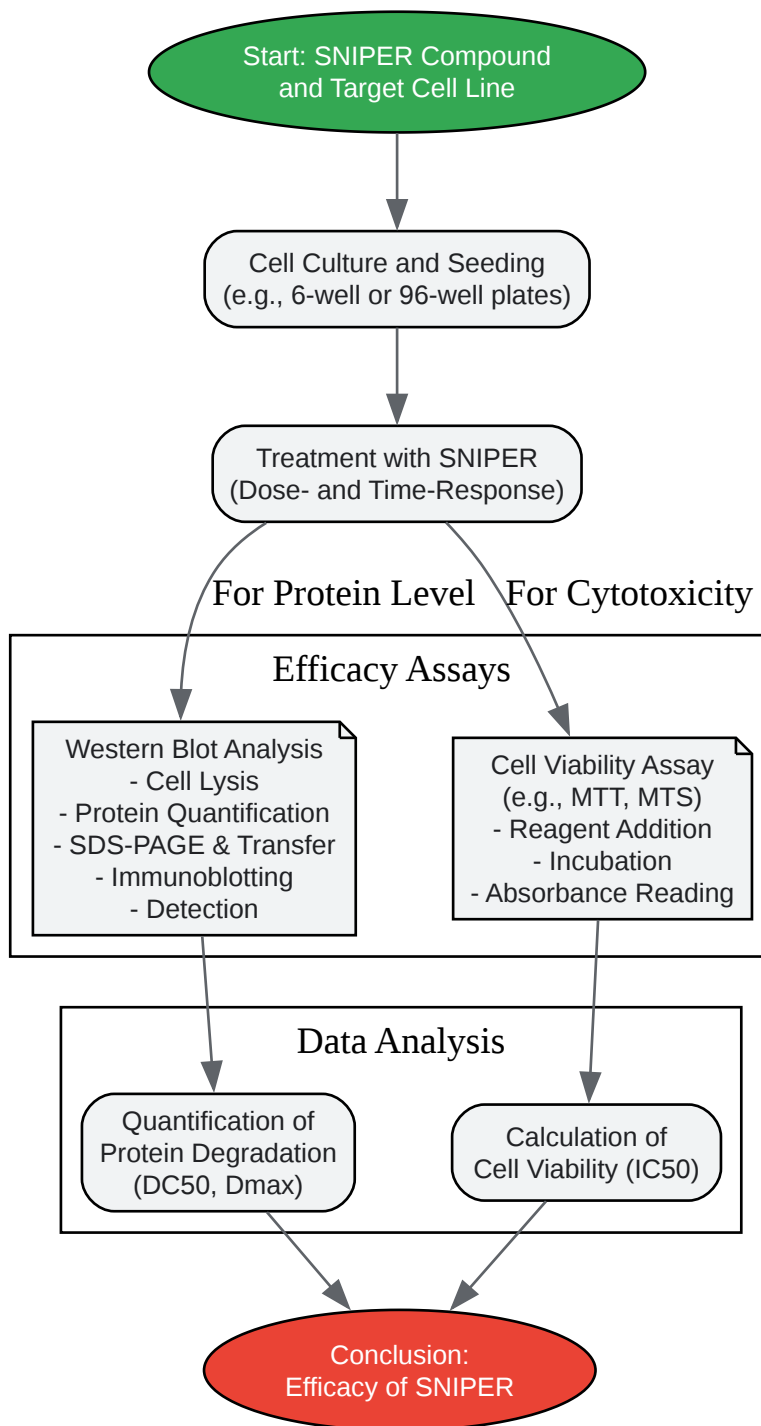 Start: SNIPER Compound
and Target Cell Line
Cell Culture and Seeding
(e.g., 6-well or 96-well plates)
Treatment with SNIPER
(Dose- and Time-Response)
For Protein Level
For Cytotoxicity
Efficacy Assays
Western Blot Analysis
- Cell Lysis
- Protein Quantification
- SDS-PAGE & Transfer
- Immunoblotting
- Detection
Cell Viability Assay
(e.g., MTT, MTS)
- Reagent Addition
- Incubation
- Absorbance Reading
Data Analysis
Quantification of
Protein Degradation
(DC50, Dmax)
Calculation of
Cell Viability (IC50)
Conclusion:
Efficacy of SNIPER